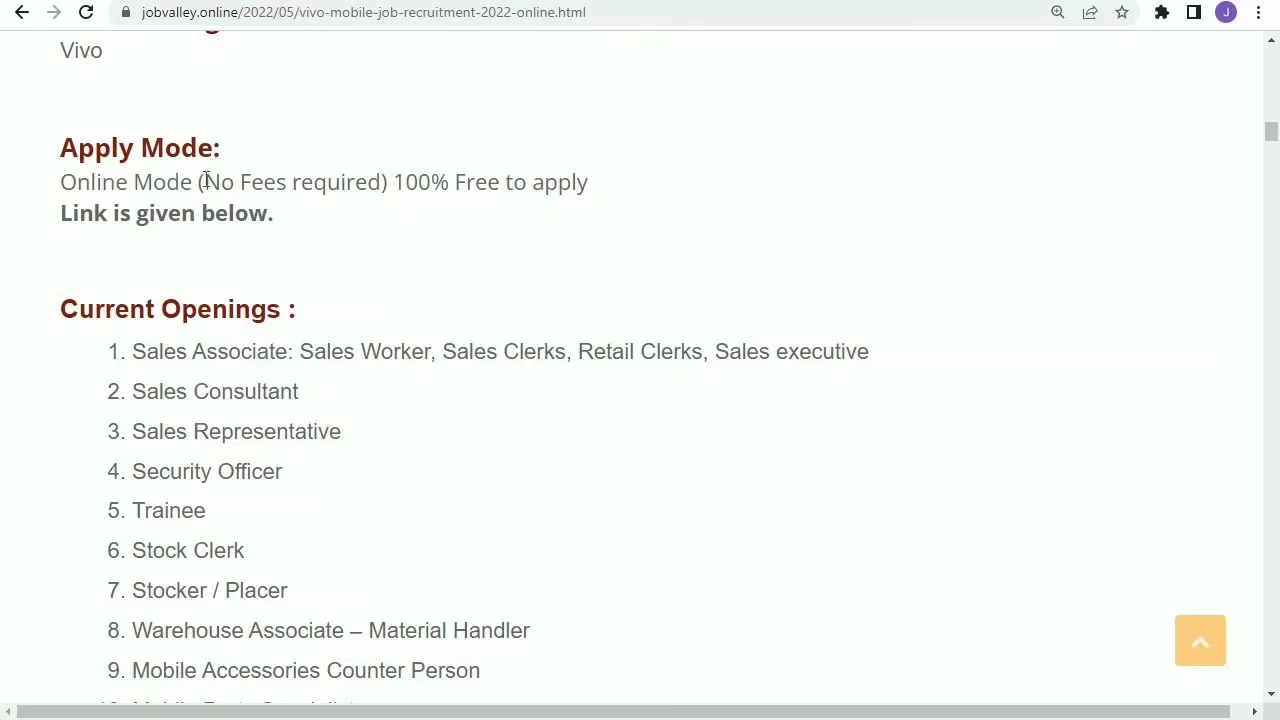 jobvalley.online/2022/05/vivo-mobile-job-recruitment-2022-online.html
J
Vivo
Apply Mode:
Online Mode (No Fees required) 100% Free to apply
Link is given below.
Current Openings :
1. Sales Associate: Sales Worker, Sales Clerks, Retail Clerks, Sales executive
2. Sales Consultant
3. Sales Representative
4. Security Officer
5. Trainee
6. Stock Clerk
7. Stocker / Placer
8. Warehouse Associate – Material Handler
9. Mobile Accessories Counter Person